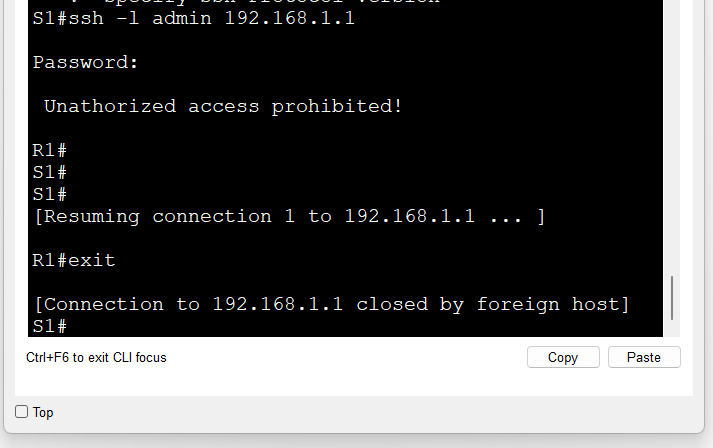 S1#ssh -l admin 192.168.1.1
Password:
Unathorized access prohibited!
R1#
S1#
S1#
[Resuming connection 1 to 192.168.1.1 ... ]
R1#exit
[Connection to 192.168.1.1 closed by foreign host]
S1#
Ctrl+F6 to exit CLI focus
Copy
Paste
Top